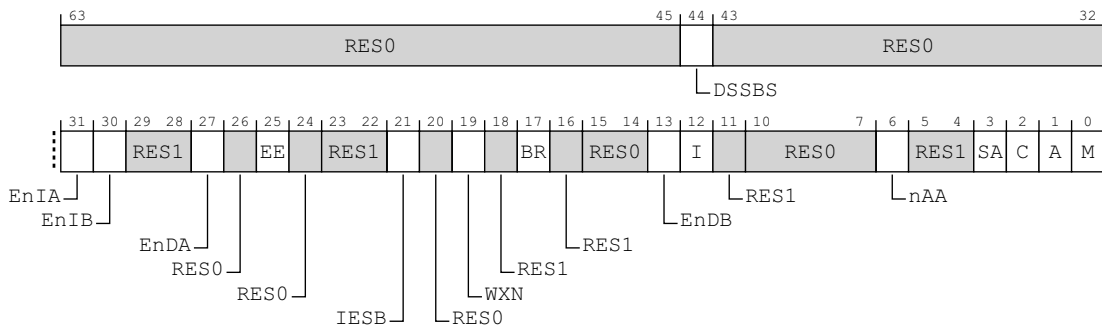 63 45 44 43 32
RES0 RES0
DSSBS
31 30 29 28 27 26 25 24 23 22 21 20 19 18 17 16 15 14 13 12 11 10 7 6 5 4 3 2 1 0
RES1 EE RES1 BR RES0 I RES0 RES1 SA C A M
EnIA RES1 nAA
EnIB EnDB
EnDA RES1
RES0 RES1
RES0 WXN
IESB RES0